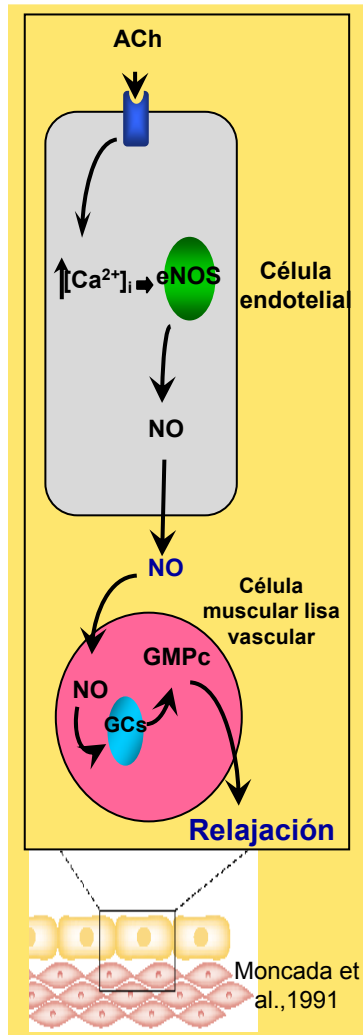 ACh
[Ca²⁺]ᵢ
eNOS
Célula
endotelial
NO
NO
Célula
muscular lisa
vascular
GMPc
NO
GCs
Relajación
Moncada et
al.,1991